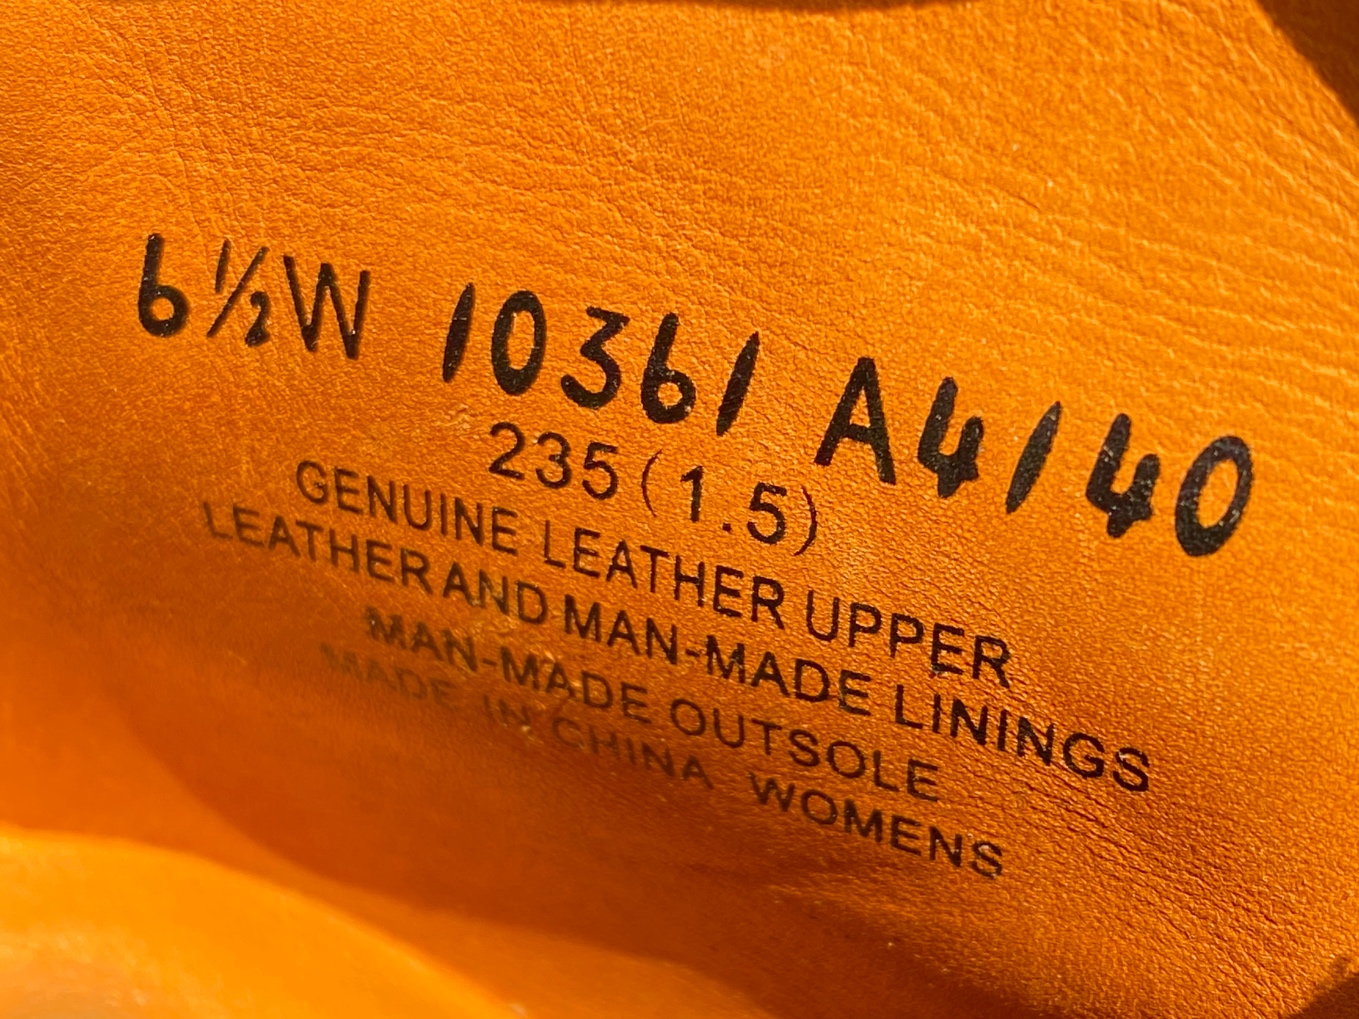 6½W 10361 A4140
235(1.5)
GENUINE LEATHER UPPER
LEATHER AND MAN-MADE LININGS
MAN-MADE OUTSOLE
MADE IN CHINA WOMENS